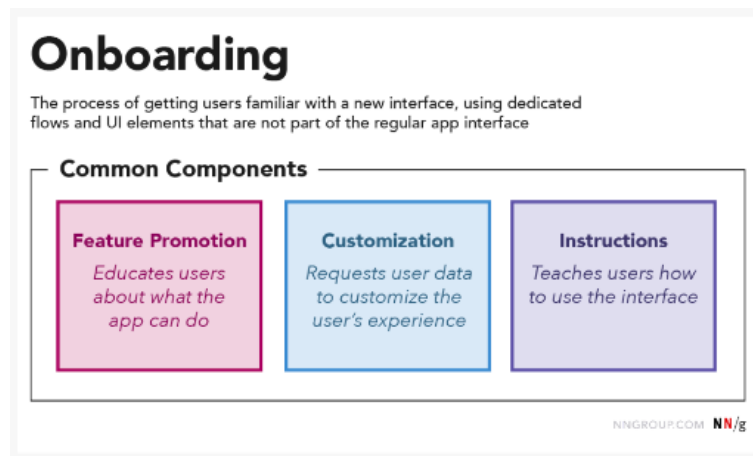 Onboarding
The process of getting users familiar with a new interface, using dedicated
flows and UI elements that are not part of the regular app interface
Common Components
Feature Promotion
Educates users
about what the
app can do
Customization
Requests user data
to customize the
user's experience
Instructions
Teaches users how
to use the interface
NNGROUP.COM NN/g